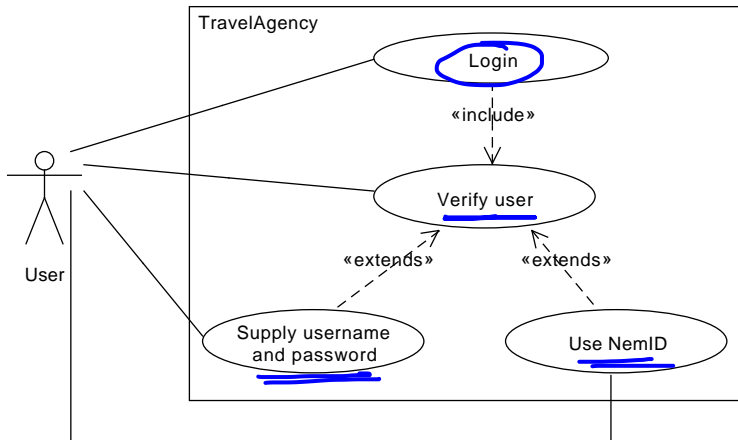 TravelAgency
Login
«include»
Verify user
«extends»
«extends»
User
Supply username
and password
Use NemID